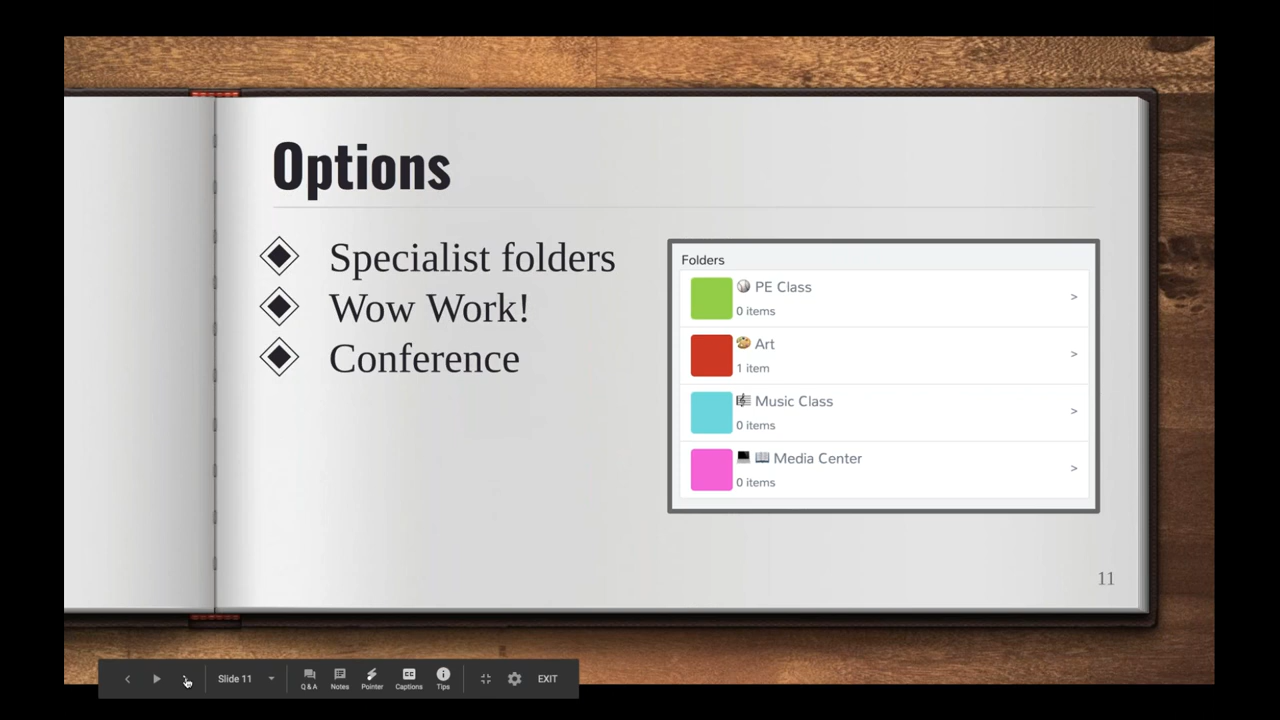 Options
Specialist folders
Wow Work!
Conference
Folders
PE Class
0 items
>
Art
1 item
>
Music Class
0 items
>
Media Center
0 items
>
11
Slide 11
Q & A
Notes
Pointer
CC
Captions
Tips
EXIT